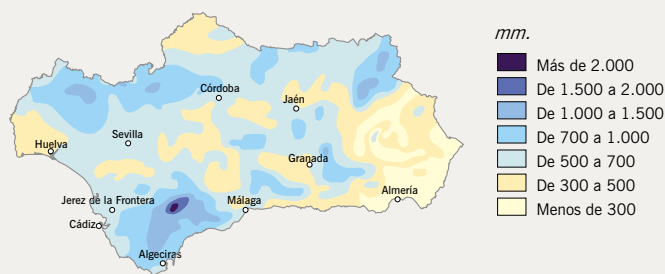 mm.
Más de 2.000
De 1.500 a 2.000
De 1.000 a 1.500
De 700 a 1.000
De 500 a 700
De 300 a 500
Menos de 300
Córdoba
Jaén
Sevilla
Huelva
Granada
Almería
Jerez de la Frontera
Málaga
Cádiz
Algeciras